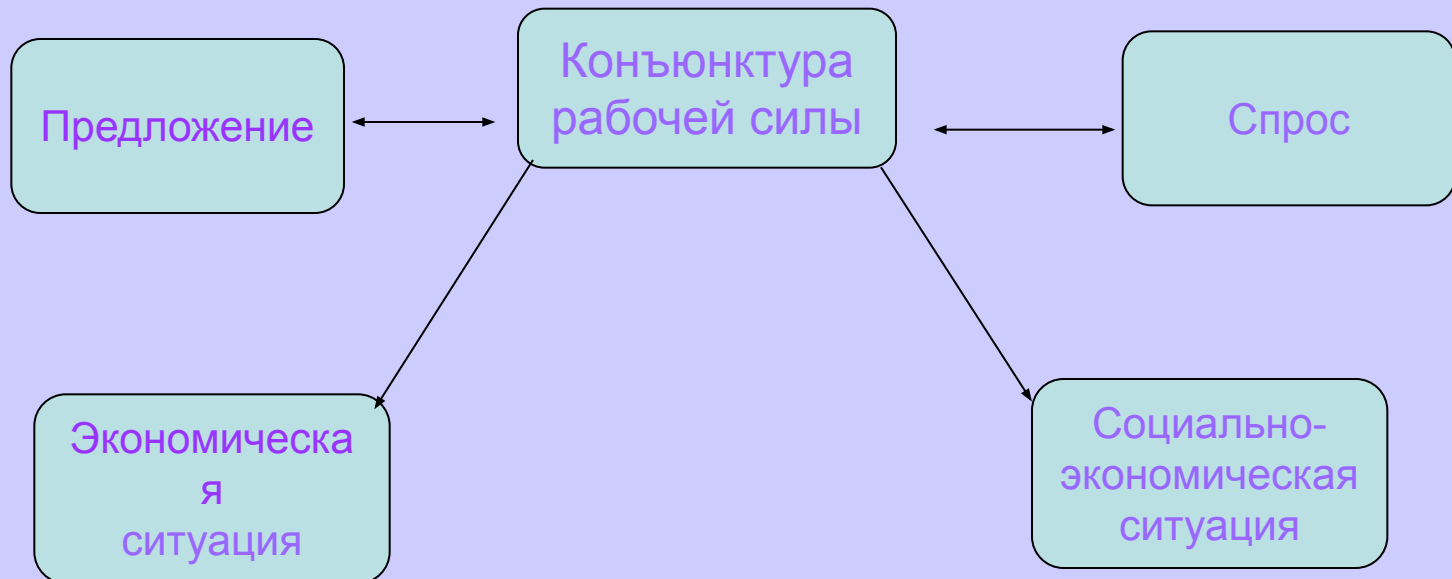 Предложение
Конъюнктура
рабочей силы
Спрос
Экономическа
я
ситуация
Социально-
экономическая
ситуация